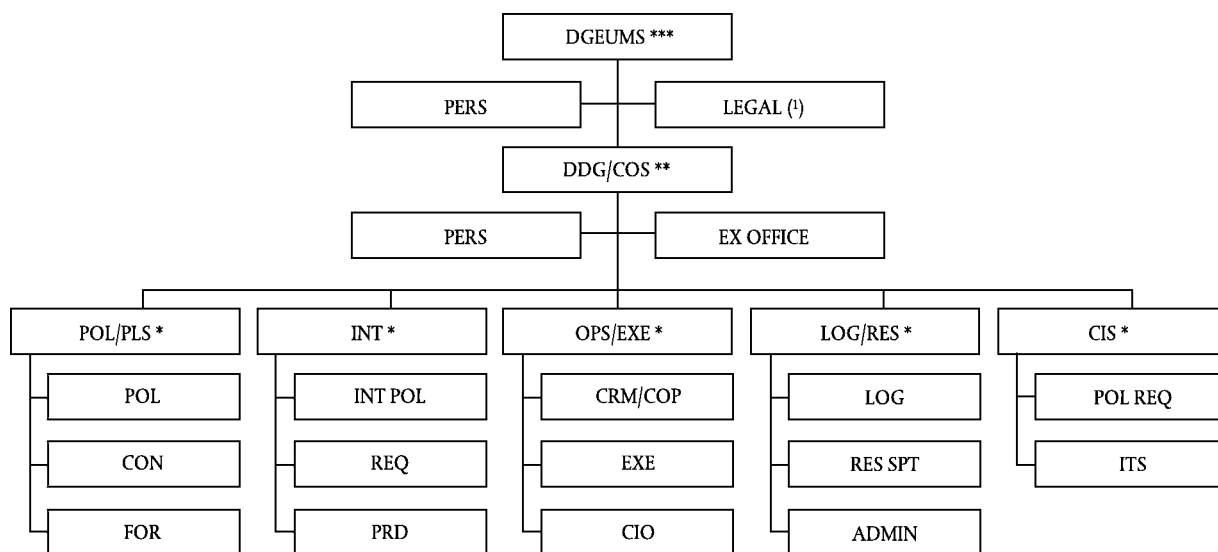 DGEUMS ***
PERS
LEGAL (¹)
DDG/COS **
PERS
EX OFFICE
POL/PLS *
INT *
OPS/EXE *
LOG/RES *
CIS *
POL
INT POL
CRM/COP
LOG
POL REQ
CON
REQ
EXE
RES SPT
ITS
FOR
PRD
CIO
ADMIN